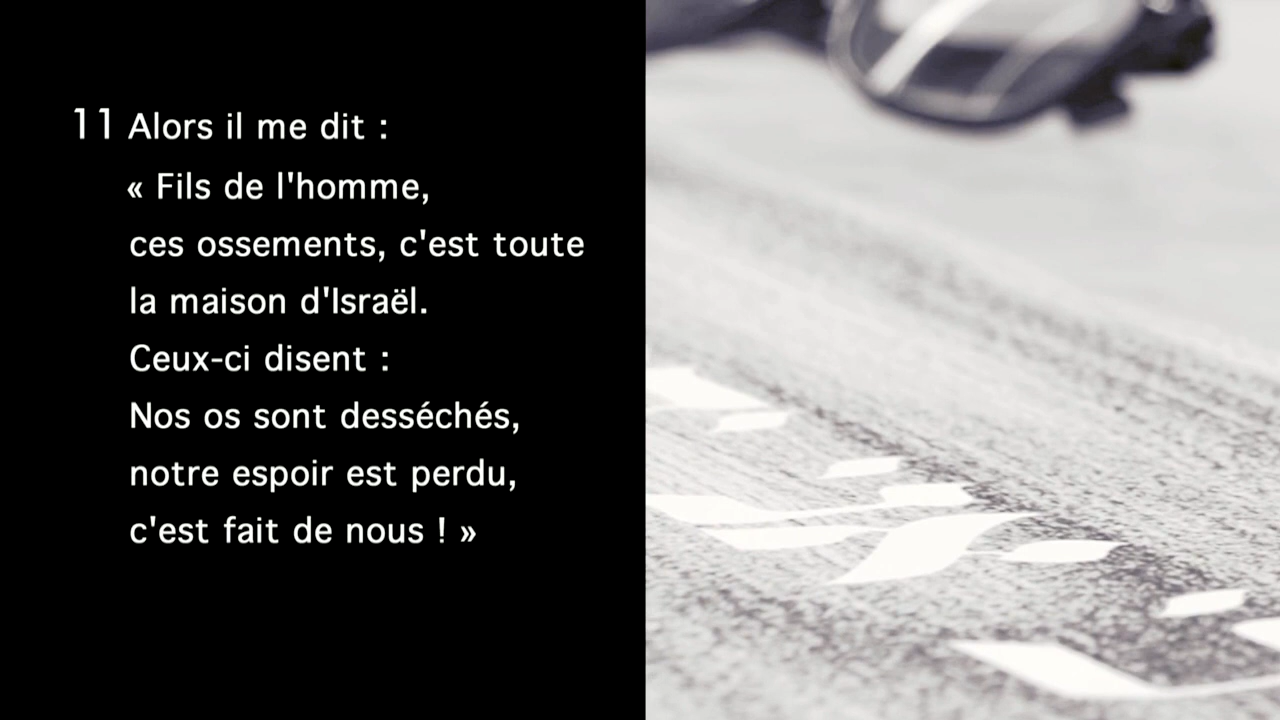 11 Alors il me dit :
« Fils de l'homme,
ces ossements, c'est toute
la maison d'Israël.
Ceux-ci disent :
Nos os sont desséchés,
notre espoir est perdu,
c'est fait de nous ! »